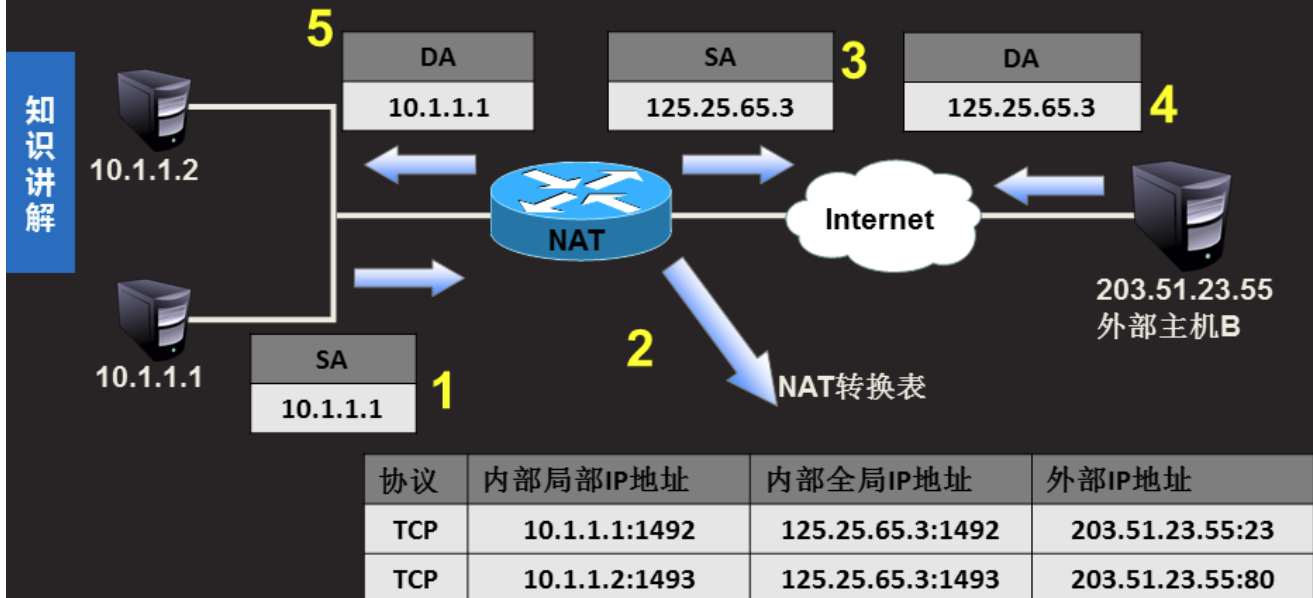 知识讲解
5
DA
10.1.1.1
SA
125.25.65.3
3
DA
125.25.65.3
4
10.1.1.2
NAT
Internet
203.51.23.55
外部主机B
10.1.1.1
SA
10.1.1.1
1
2
NAT转换表
协议 内部局部IP地址 内部全局IP地址 外部IP地址
TCP 10.1.1.1:1492 125.25.65.3:1492 203.51.23.55:23
TCP 10.1.1.2:1493 125.25.65.3:1493 203.51.23.55:80